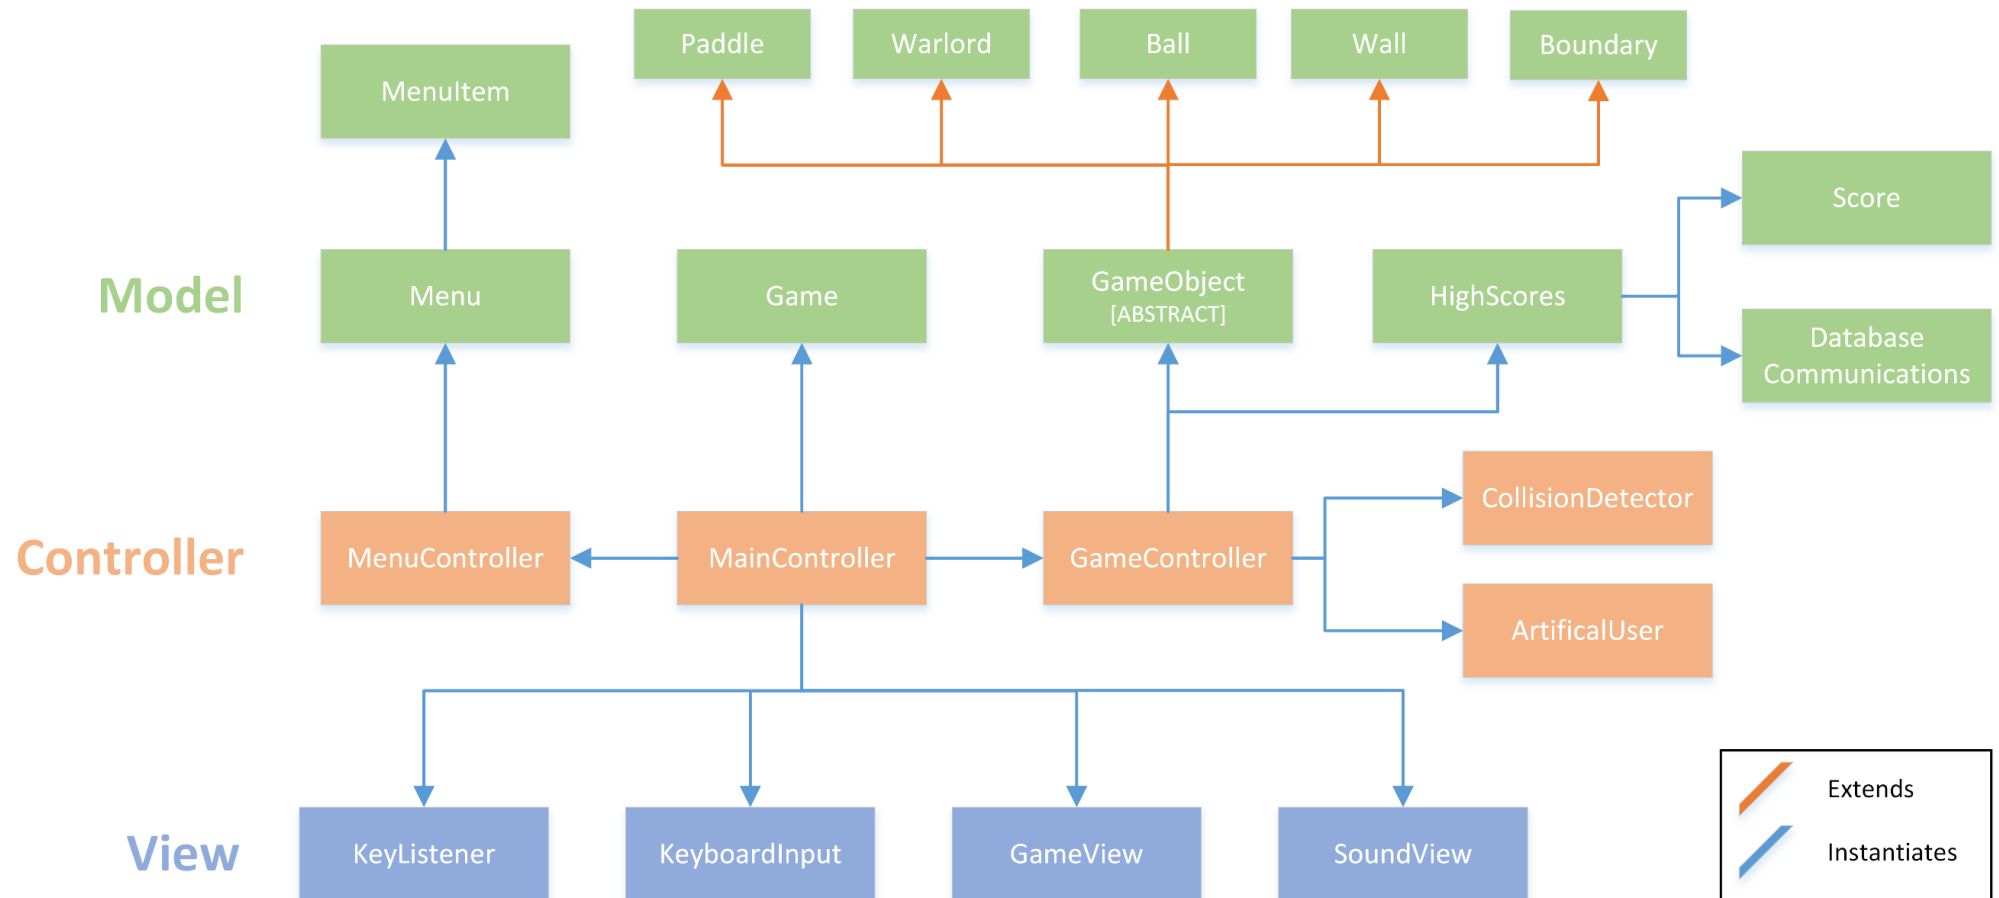 Paddle
Warlord
Ball
Wall
Boundary
MenuItem
Score
Model
Menu
Game
GameObject
[ABSTRACT]
HighScores
Database
Communications
CollisionDetector
Controller
MenuController
MainController
GameController
ArtificalUser
View
KeyListener
KeyboardInput
GameView
SoundView
Extends
Instantiates